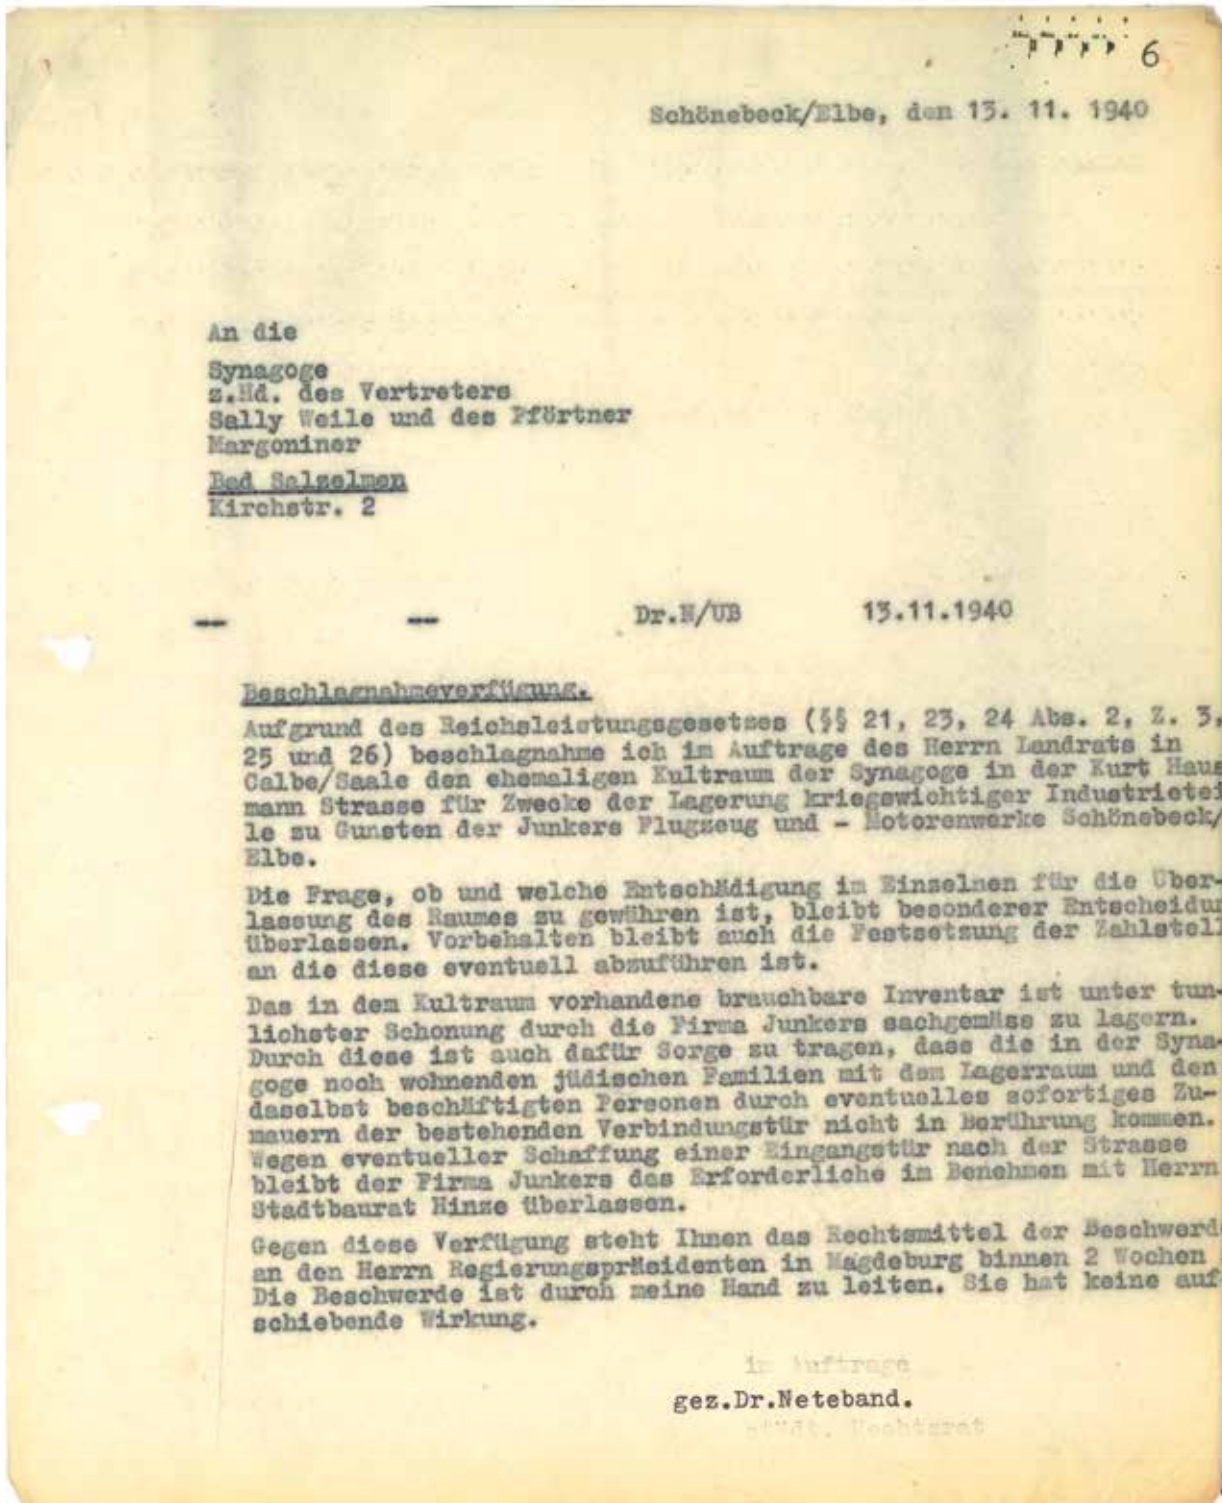 6
Schönebeck/Elbe, den 13. 11. 1940
An die
Synagoge
z.Hd. des Vertreters
Sally Weile und des Pförtner
Margoniner
Bad Salzelmen
Kirchstr. 2
-- -- Dr.N/UB 13.11.1940
Beschlagnahmeverfügung.
Aufgrund des Reichsleistungsgesetzes (§§ 21, 23, 24 Abs. 2, Z. 3,
25 und 26) beschlagnahme ich im Auftrage des Herrn Landrats in
Calbe/Saale den ehemaligen Kultraum der Synagoge in der Kurt Haus
mann Strasse für Zwecke der Lagerung kriegswichtiger Industrietei
le zu Gunsten der Junkers Flugzeug und - Motorenwerke Schönebeck/
Elbe.
Die Frage, ob und welche Entschädigung im Einzelnen für die Über-
lassung des Raumes zu gewähren ist, bleibt besonderer Entscheidun
überlassen. Vorbehalten bleibt auch die Festsetzung der Zahlstell
an die diese eventuell abzuführen ist.
Das in dem Kultraum vorhandene brauchbare Inventar ist unter tun-
lichster Schonung durch die Firma Junkers sachgemäss zu lagern.
Durch diese ist auch dafür Sorge zu tragen, dass die in der Syna-
goge noch wohnenden jüdischen Familien mit dem Lagerraum und den
daselbst beschäftigten Personen durch eventuelles sofortiges Zu-
mauern der bestehenden Verbindungstür nicht in Berührung kommen.
Wegen eventueller Schaffung einer Eingangstür nach der Strasse
bleibt der Firma Junkers das Erforderliche im Benehmen mit Herrn
Stadtbaurat Hinze überlassen.
Gegen diese Verfügung steht Ihnen das Rechtsmittel der Beschwerd
an den Herrn Regierungspräsidenten in Magdeburg binnen 2 Wochen
Die Beschwerde ist durch meine Hand zu leiten. Sie hat keine auf
schiebende Wirkung.
im Auftrage
gez.Dr.Neteband.
städt. Rechtsrat